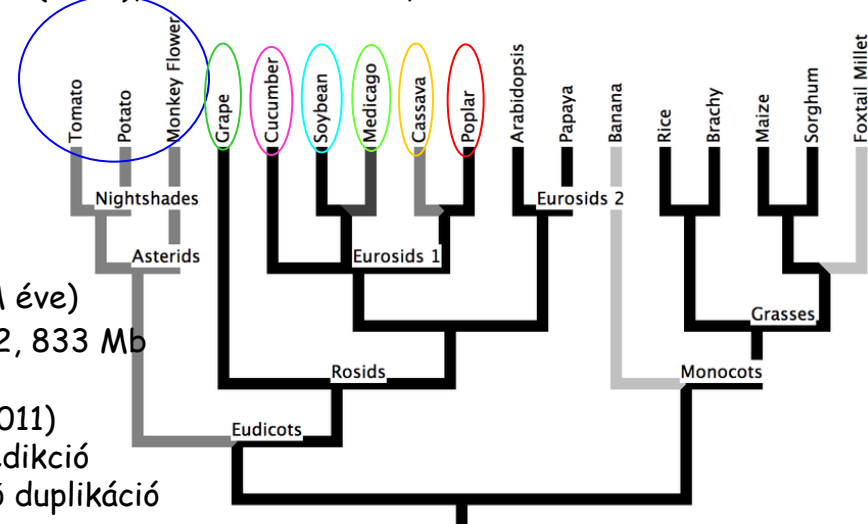 Tomato
Potato
Monkey Flower
Grape
Cucumber
Soybean
Medicago
Cassava
Poplar
Arabidopsis
Papaya
Banana
Rice
Brachy
Maize
Sorghum
Foxtail Millet
Nightshades
Eurosids 2
Asterids
Eurosids 1
éve)
2, 833 Mb
Grasses
Rosids
Monocots
011)
Eudicots
edikció
ó duplikáció